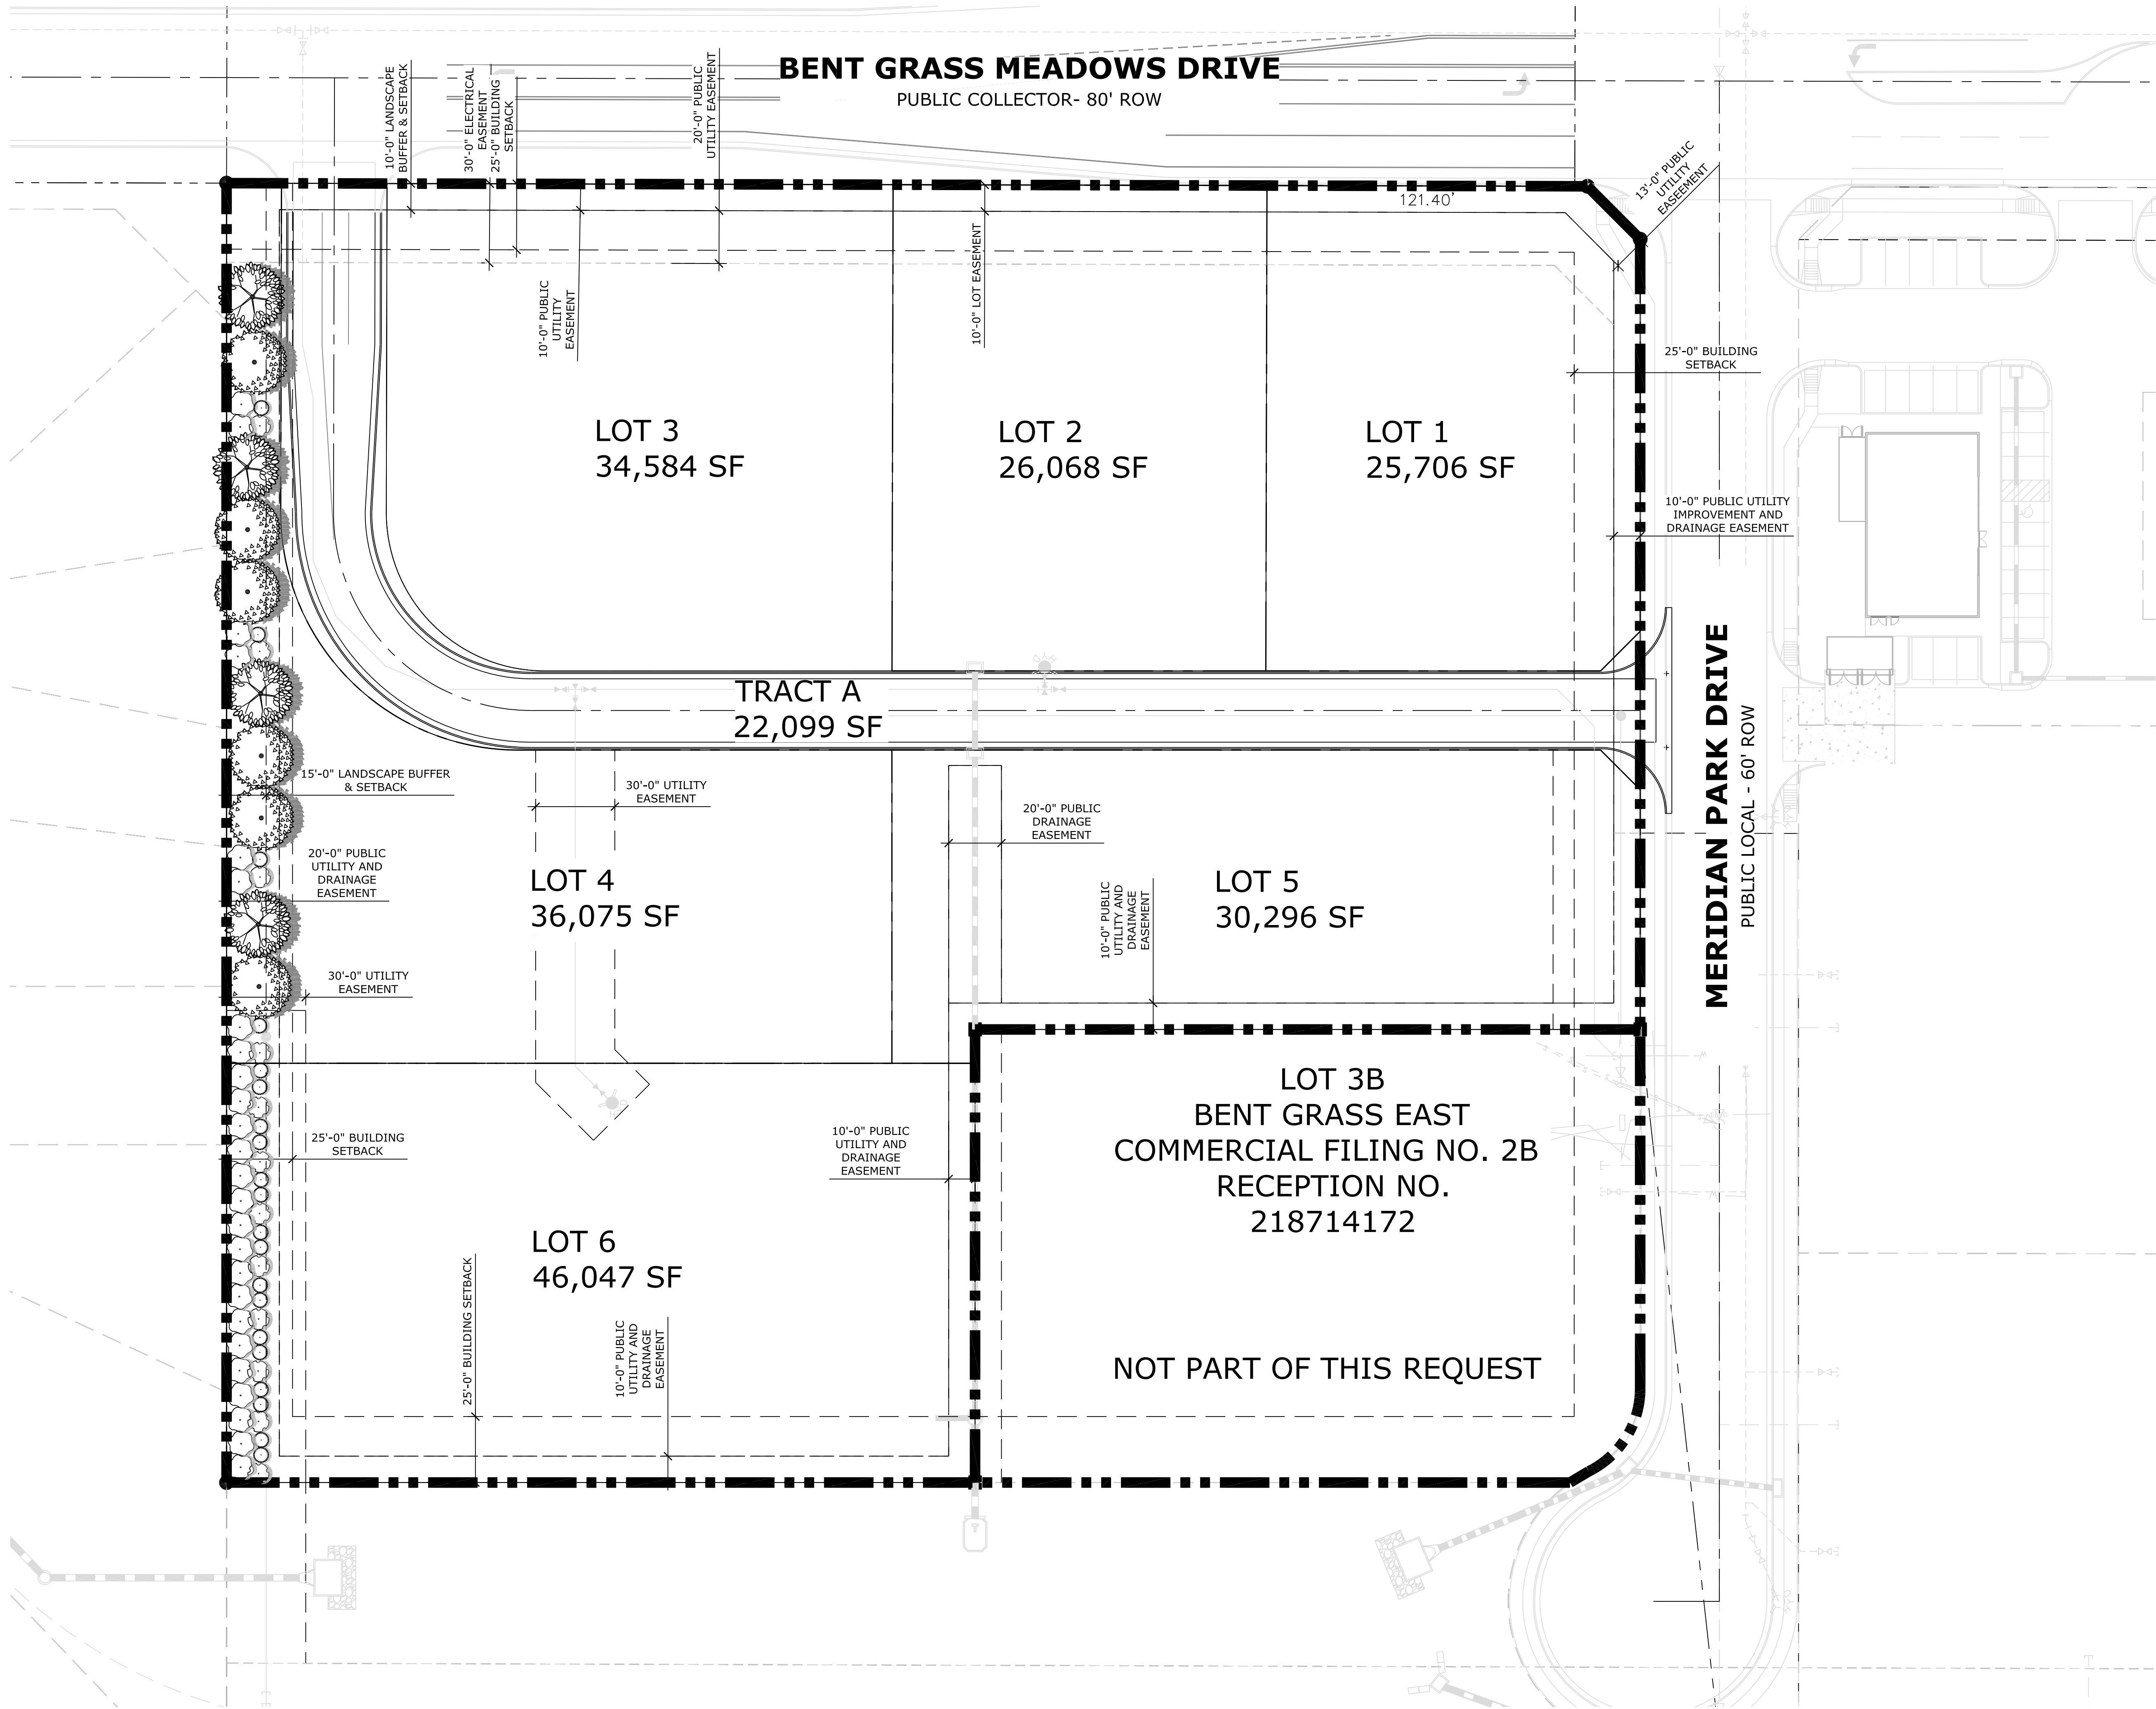 BENT GRASS MEADOWS DRIVE
PUBLIC COLLECTOR- 80' ROW
10'-0" LANDSCAPE
BUFFER & SETBACK
30'-0" ELECTRICAL
EASEMENT
25'-0" BUILDING
SETBACK
20'-0" PUBLIC
UTILITY EASEMENT
13'-0" PUBLIC
UTILITY
EASEMENT
121.40'
10'-0" PUBLIC
UTILITY
EASEMENT
10'-0" LOT EASEMENT
25'-0" BUILDING
SETBACK
LOT 3
34,584 SF
LOT 2
26,068 SF
LOT 1
25,706 SF
10'-0" PUBLIC UTILITY
IMPROVEMENT AND
DRAINAGE EASEMENT
TRACT A
22,099 SF
MERIDIAN PARK DRIVE
PUBLIC LOCAL - 60' ROW
15'-0" LANDSCAPE BUFFER
& SETBACK
30'-0" UTILITY
EASEMENT
20'-0" PUBLIC
DRAINAGE
EASEMENT
20'-0" PUBLIC
UTILITY AND
DRAINAGE
EASEMENT
LOT 4
36,075 SF
10'-0" PUBLIC
UTILITY AND
DRAINAGE
EASEMENT
LOT 5
30,296 SF
30'-0" UTILITY
EASEMENT
LOT 3B
BENT GRASS EAST
COMMERCIAL FILING NO. 2B
RECEPTION NO.
218714172
25'-0" BUILDING
SETBACK
10'-0" PUBLIC
UTILITY AND
DRAINAGE
EASEMENT
LOT 6
46,047 SF
25'-0" BUILDING SETBACK
10'-0" PUBLIC
UTILITY AND
DRAINAGE
EASEMENT
NOT PART OF THIS REQUEST